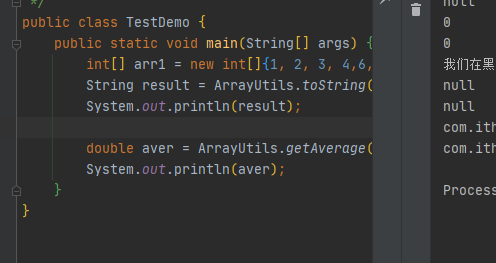 */
public class TestDemo {
public static void main(String[] args) {
int[] arr1 = new int[]{1, 2, 3, 4,6,
String result = ArrayUtils.toString(
System.out.println(result);
double aver = ArrayUtils.getAverage(
System.out.println(aver);
}
}
null
0
0
我们在黑
null
null
com.ith
com.ith
Process